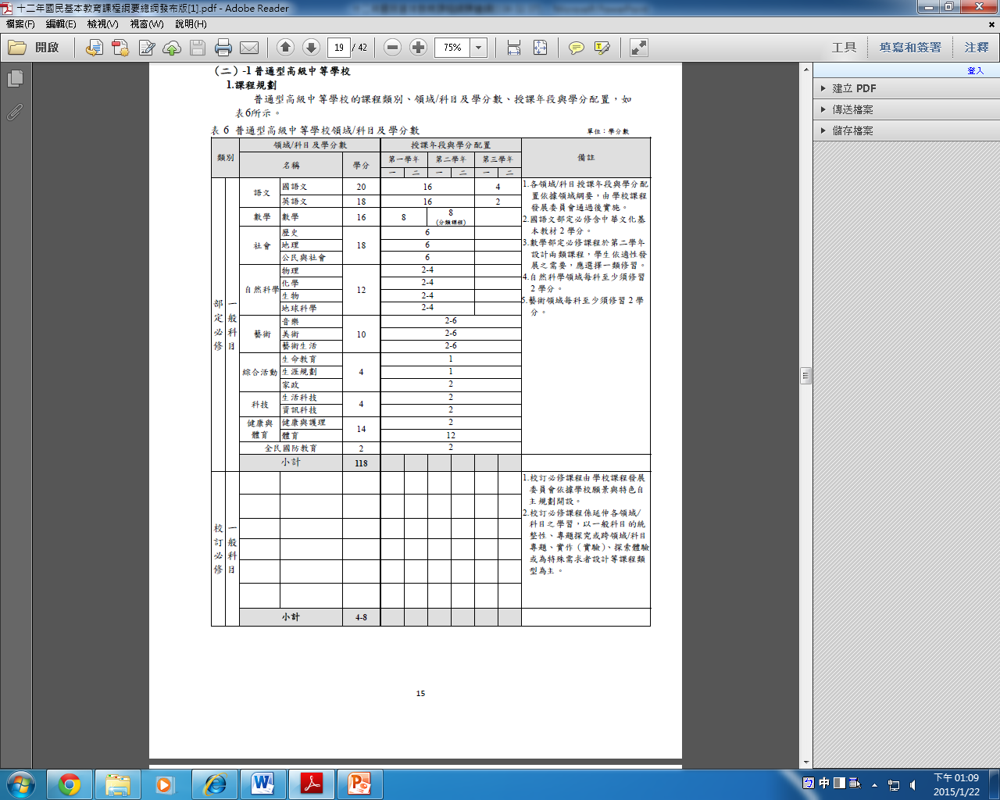 十二年國民基本教育課程綱要總綱發布版[1].pdf - Adobe Reader
檔案(F) 編輯(E) 檢視(V) 視窗(W) 說明(H)
開啟 19 / 42 75% 工具 填寫和簽署 注釋
登入
建立 PDF
傳送檔案
儲存檔案
（二）-1 普通型高級中等學校
1.課程規劃
普通型高級中等學校的課程類別、領域/科目及學分數、授課年段與學分配置，如
表6所示。
表 6 普通型高級中等學校領域/科目及學分數 單位：學分數
類別 領域/科目及學分數 授課年段與學分配置 備註
名稱 學分 第一學年 第二學年 第三學年
一 二 一 二 一 二
部定必修 一般科目
語文 國語文 20 16 4
英語文 18 16 2
數學 數學 16 8 8
(分類課程)
社會 歷史 18 6
地理 6
公民與社會 6
自然科學 物理 12 2-4
化學 2-4
生物 2-4
地球科學 2-4
藝術 音樂 10 2-6
美術 2-6
藝術生活 2-6
綜合活動 生命教育 4 1
生涯規劃 1
家政 2
科技 生活科技 4 2
資訊科技 2
健康與
體育 健康與護理 14 2
體育 12
全民國防教育 2 2
小計 118
1.各領域/科目授課年段與學分配
置依據領域綱要，由學校課程
發展委員會通過後實施。
2.國語文部定必修含中華文化基
本教材 2 學分。
3.數學部定必修課程於第二學年
設計兩類課程，學生依適性發
展之需要，應選擇一類修習。
4.自然科學領域每科至少須修習
2 學分。
5.藝術領域每科至少須修習 2 學
分。
校訂必修 一般科目
1.校訂必修課程由學校課程發展
委員會依據學校願景與特色自
主規劃開設。
2.校訂必修課程係延伸各領域/
科目之學習，以一般科目的統
整性、專題探究或跨領域/科目
專題、實作（實驗）、探索體驗
或為特殊需求者設計等課程類
型為主。
小計 4-8
15
中
下午 01:09
2015/1/22